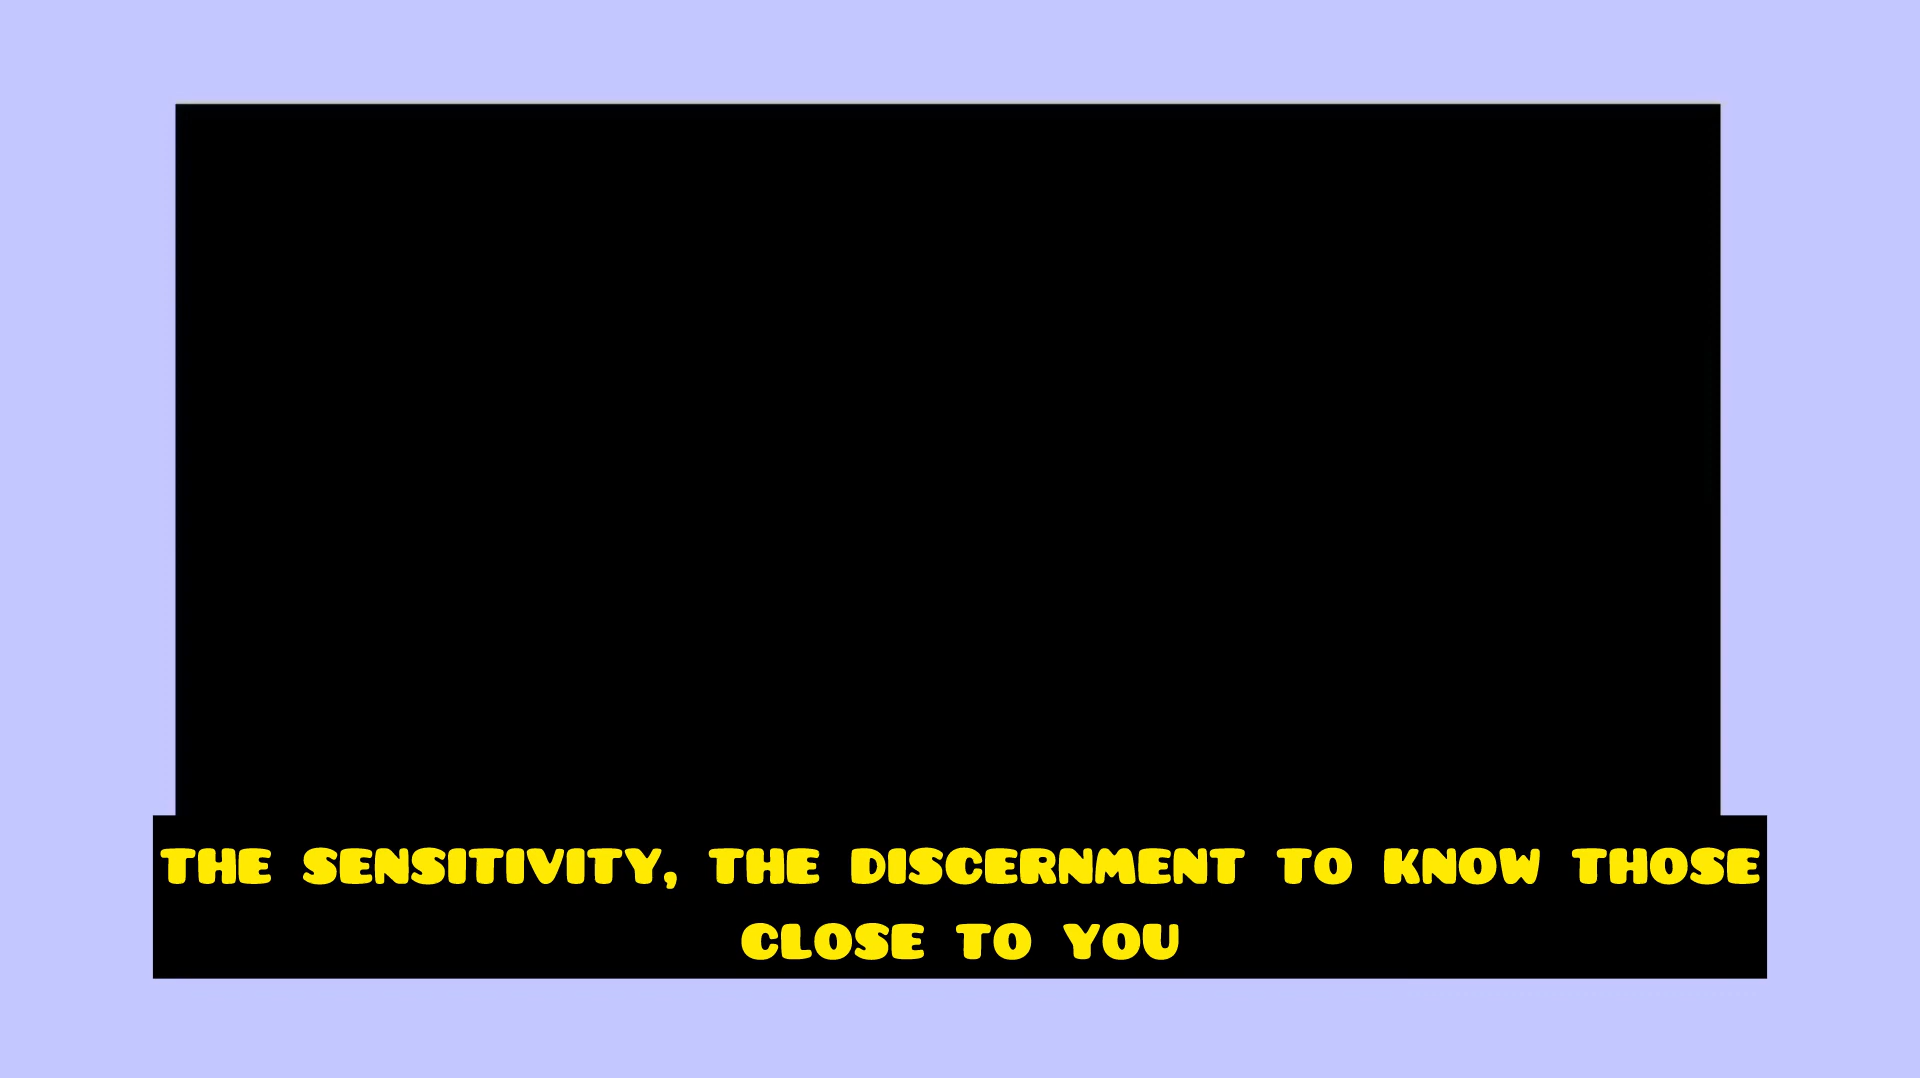 THE SENSITIVITY, THE DISCERNMENT TO KNOW THOSE
CLOSE TO YOU